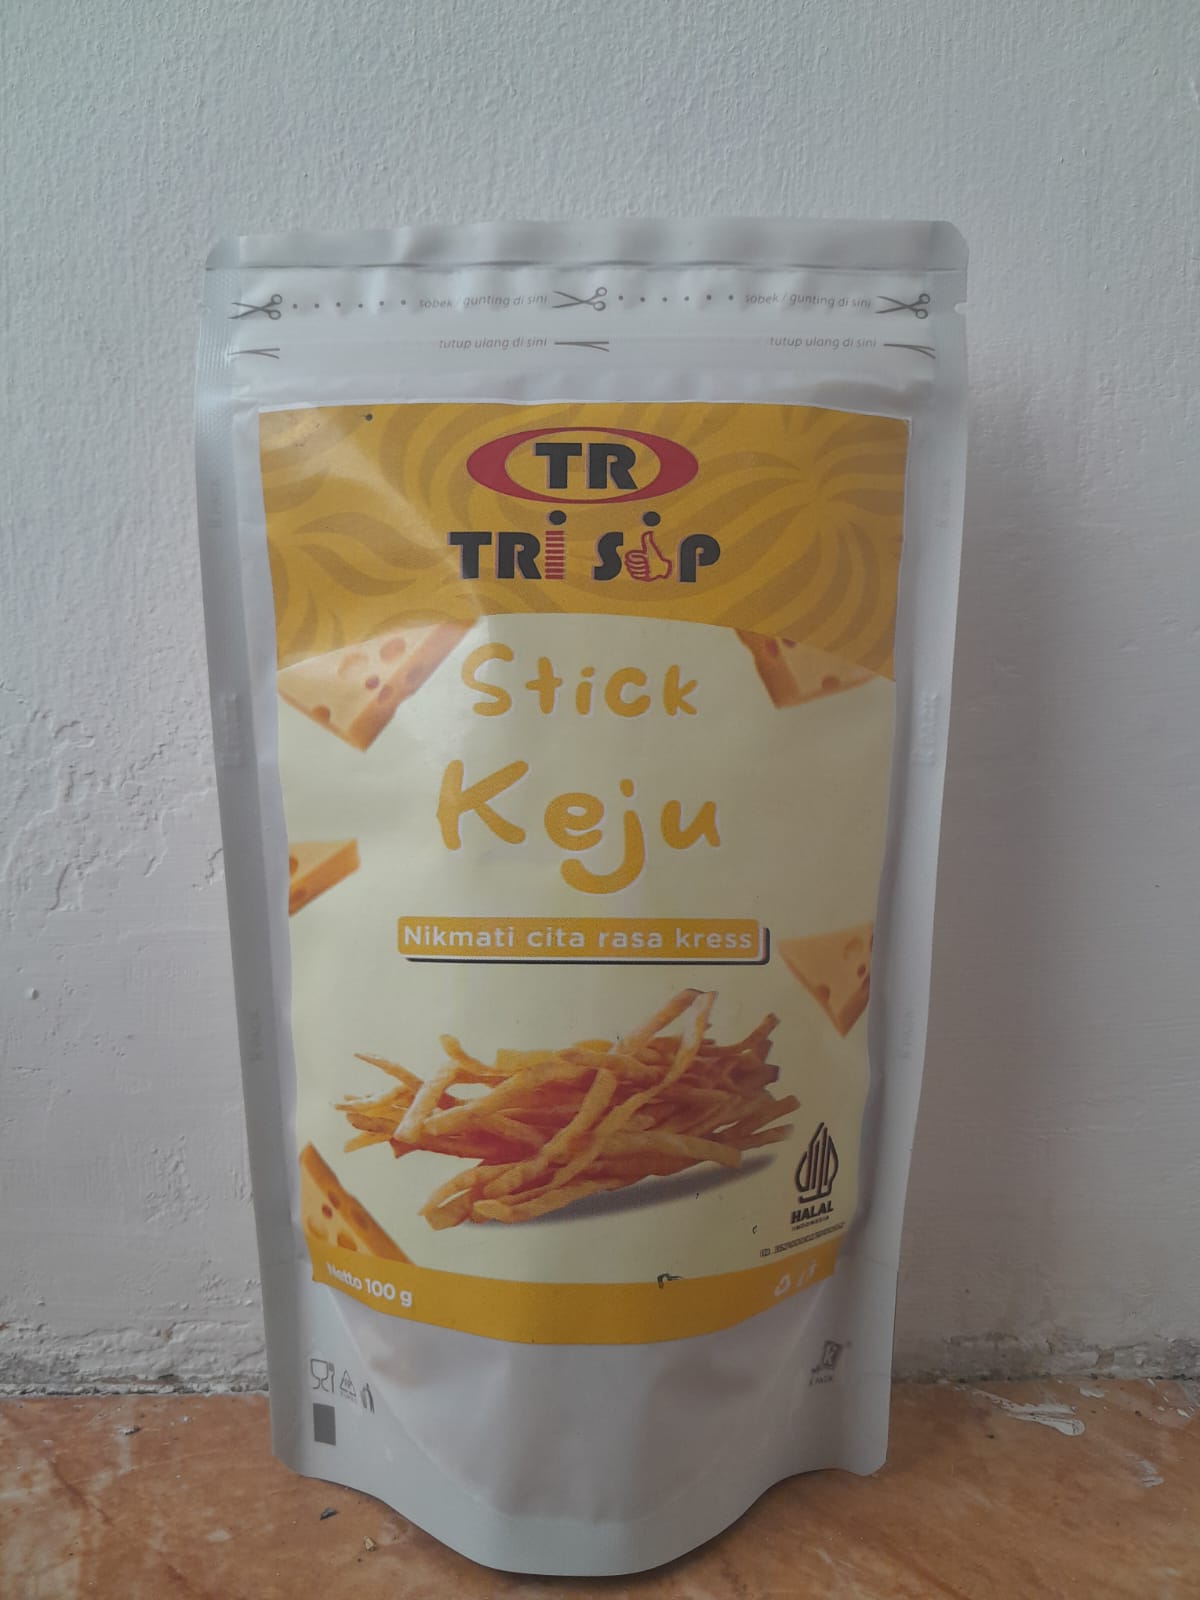 sobek / gunting di sini sobek / gunting di sini
tutup ulang di sini tutup ulang di sini
TR
TRi SiP
Stick
Keju
Nikmati cita rasa kress
HALAL
INDONESIA
Netto 100 g